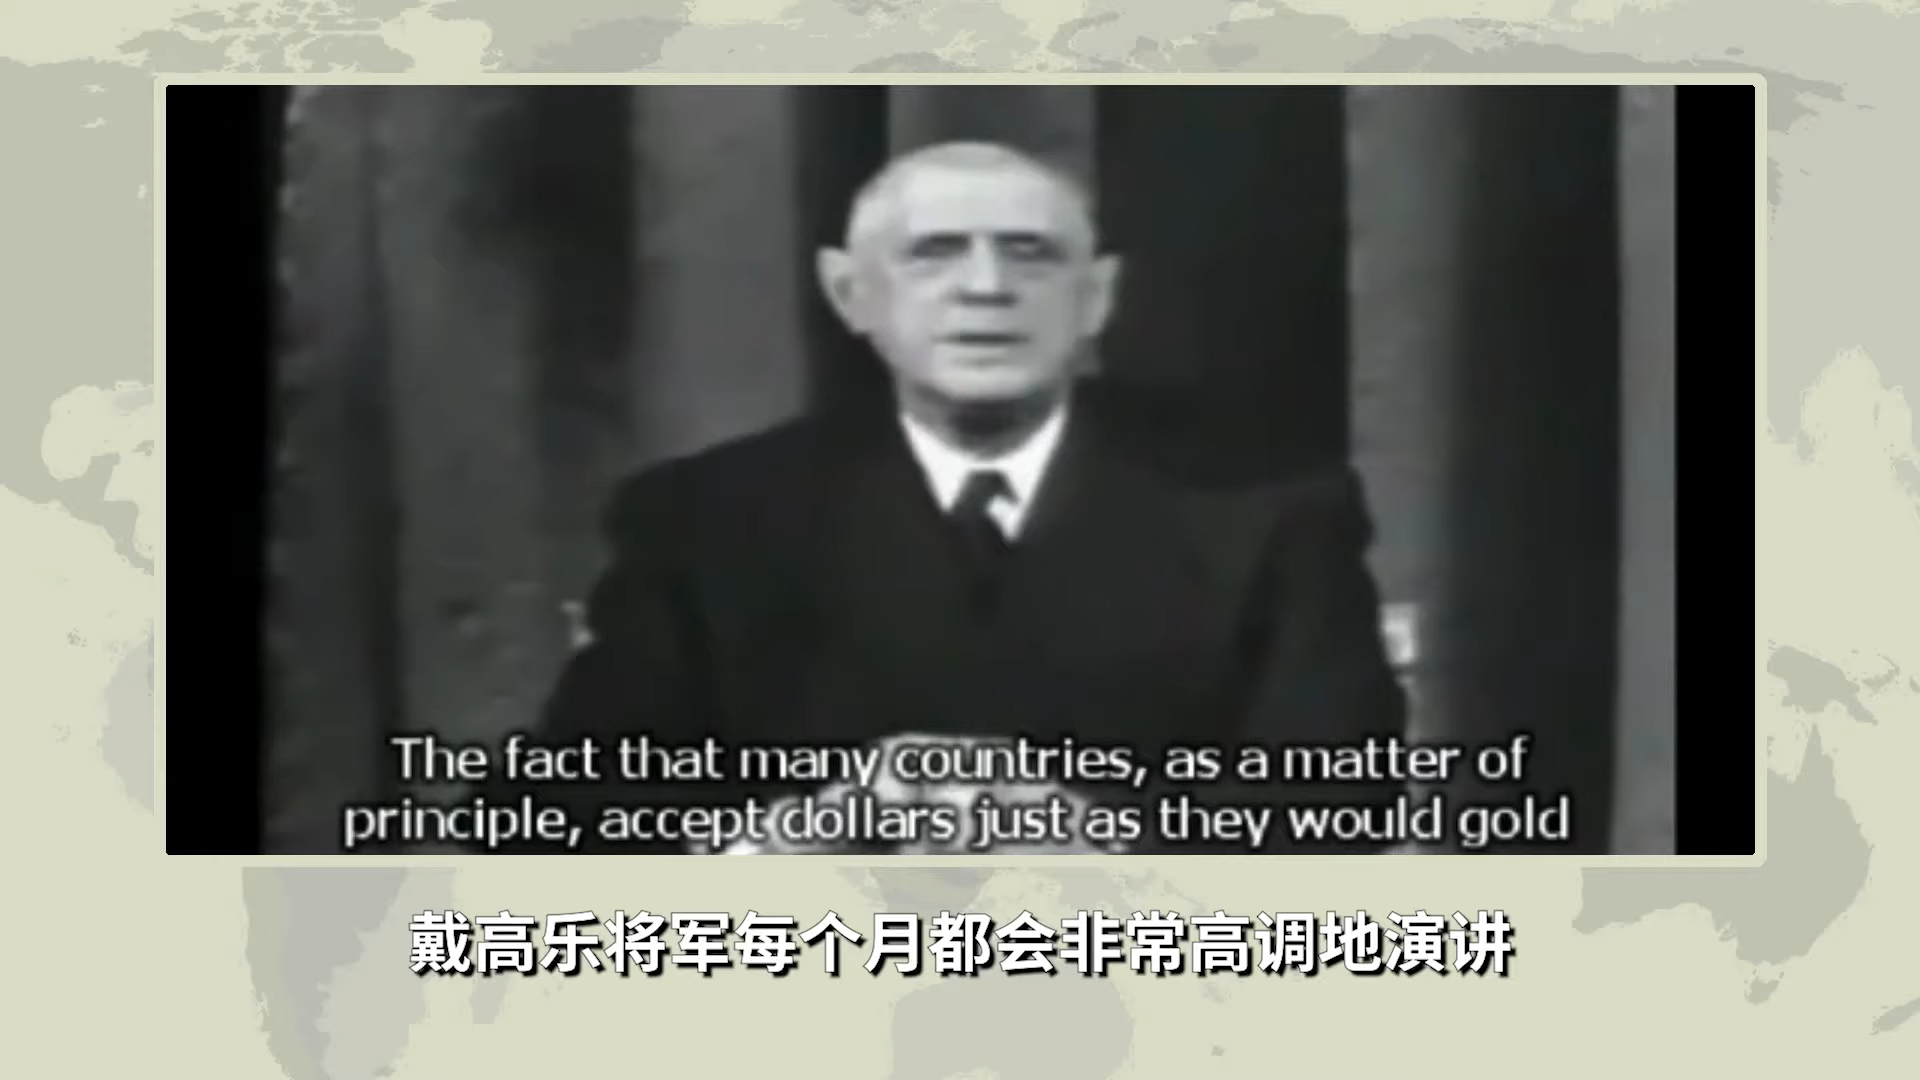 The fact that many countries, as a matter of
principle, accept dollars just as they would gold
戴高乐将军每个月都会非常高调地演讲